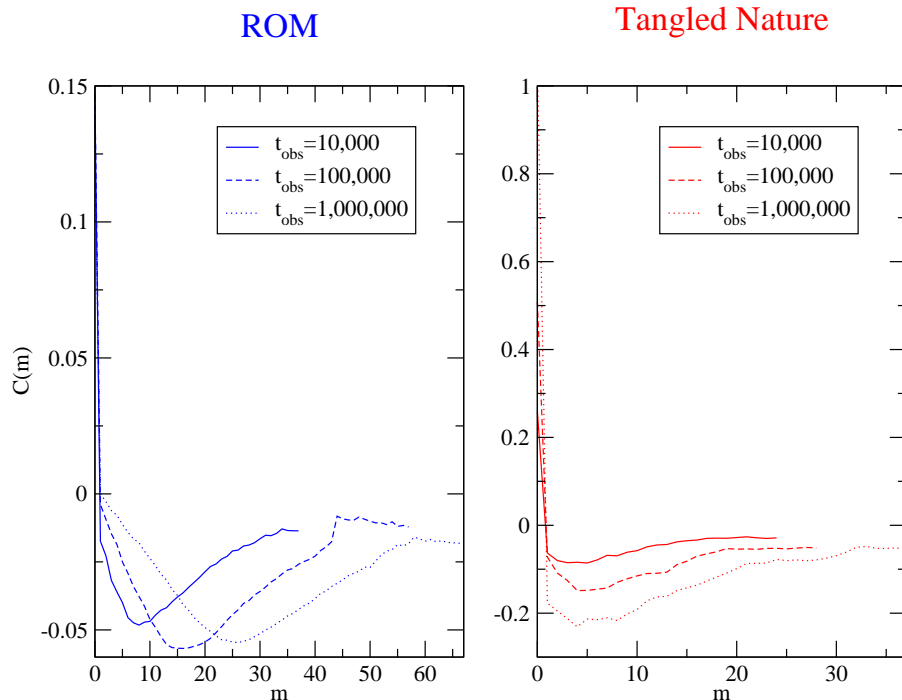 ROM
Tangled Nature
0.15
0.1
0.05
0
-0.05
C(m)
t_obs=10,000
t_obs=100,000
t_obs=1,000,000
0 10 20 30 40 50 60
m
1
0.8
0.6
0.4
0.2
0
-0.2
t_obs=10,000
t_obs=100,000
t_obs=1,000,000
0 10 20 30
m